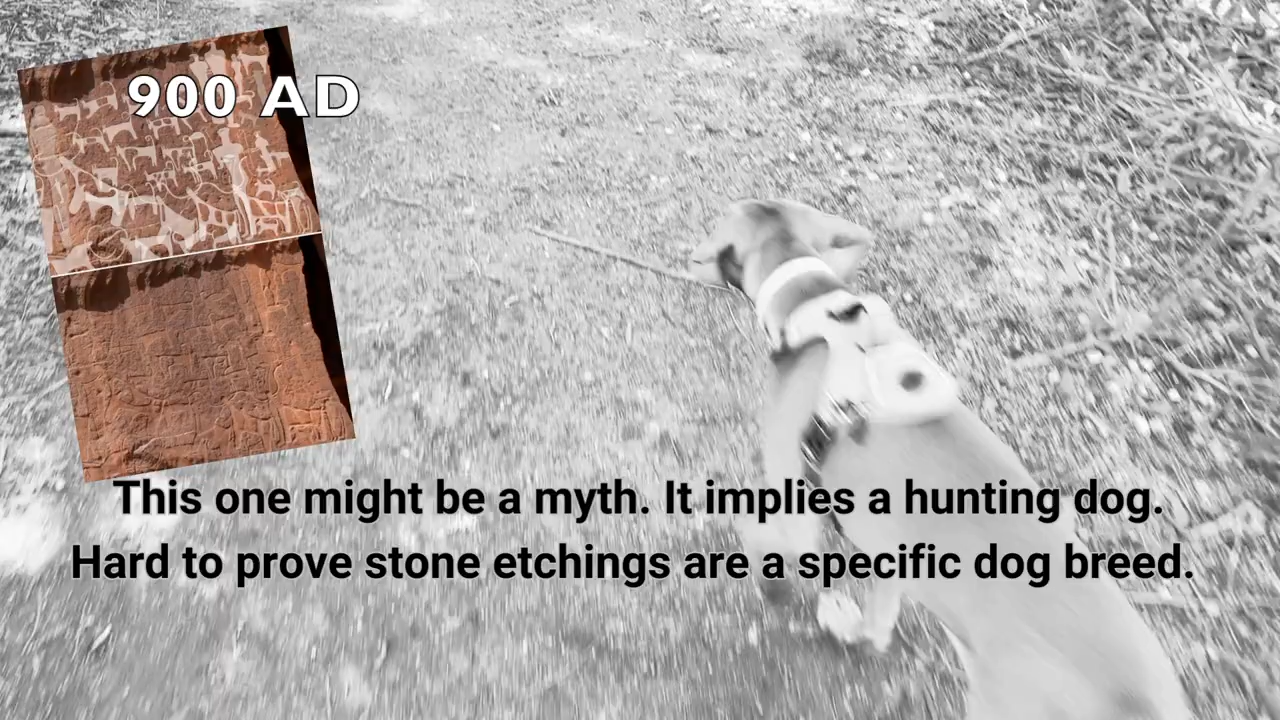 900 AD
This one might be a myth. It implies a hunting dog.
Hard to prove stone etchings are a specific dog breed.